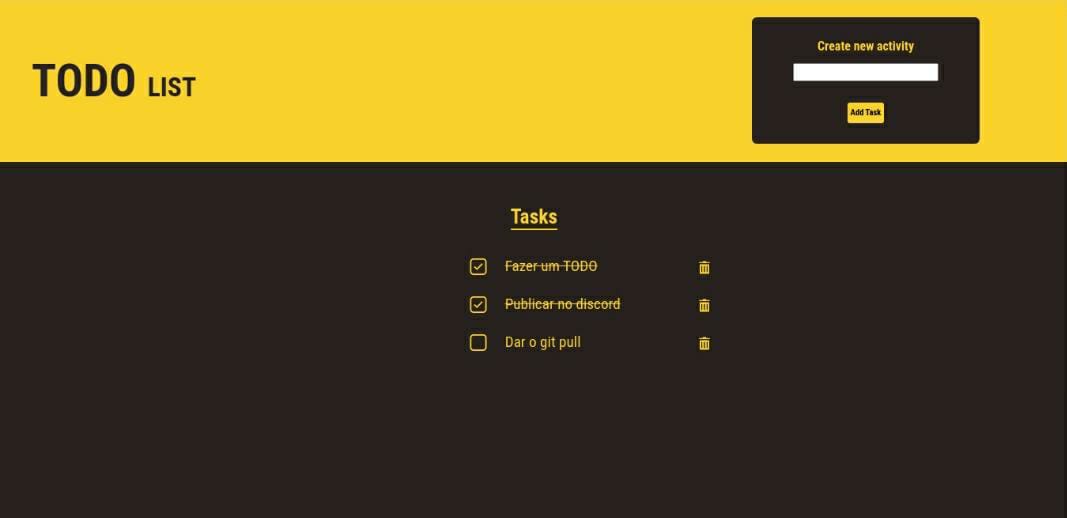 TODO LIST
Create new activity
Add Task
Tasks
Fazer um TODO
Publicar no discord
Dar o git pull